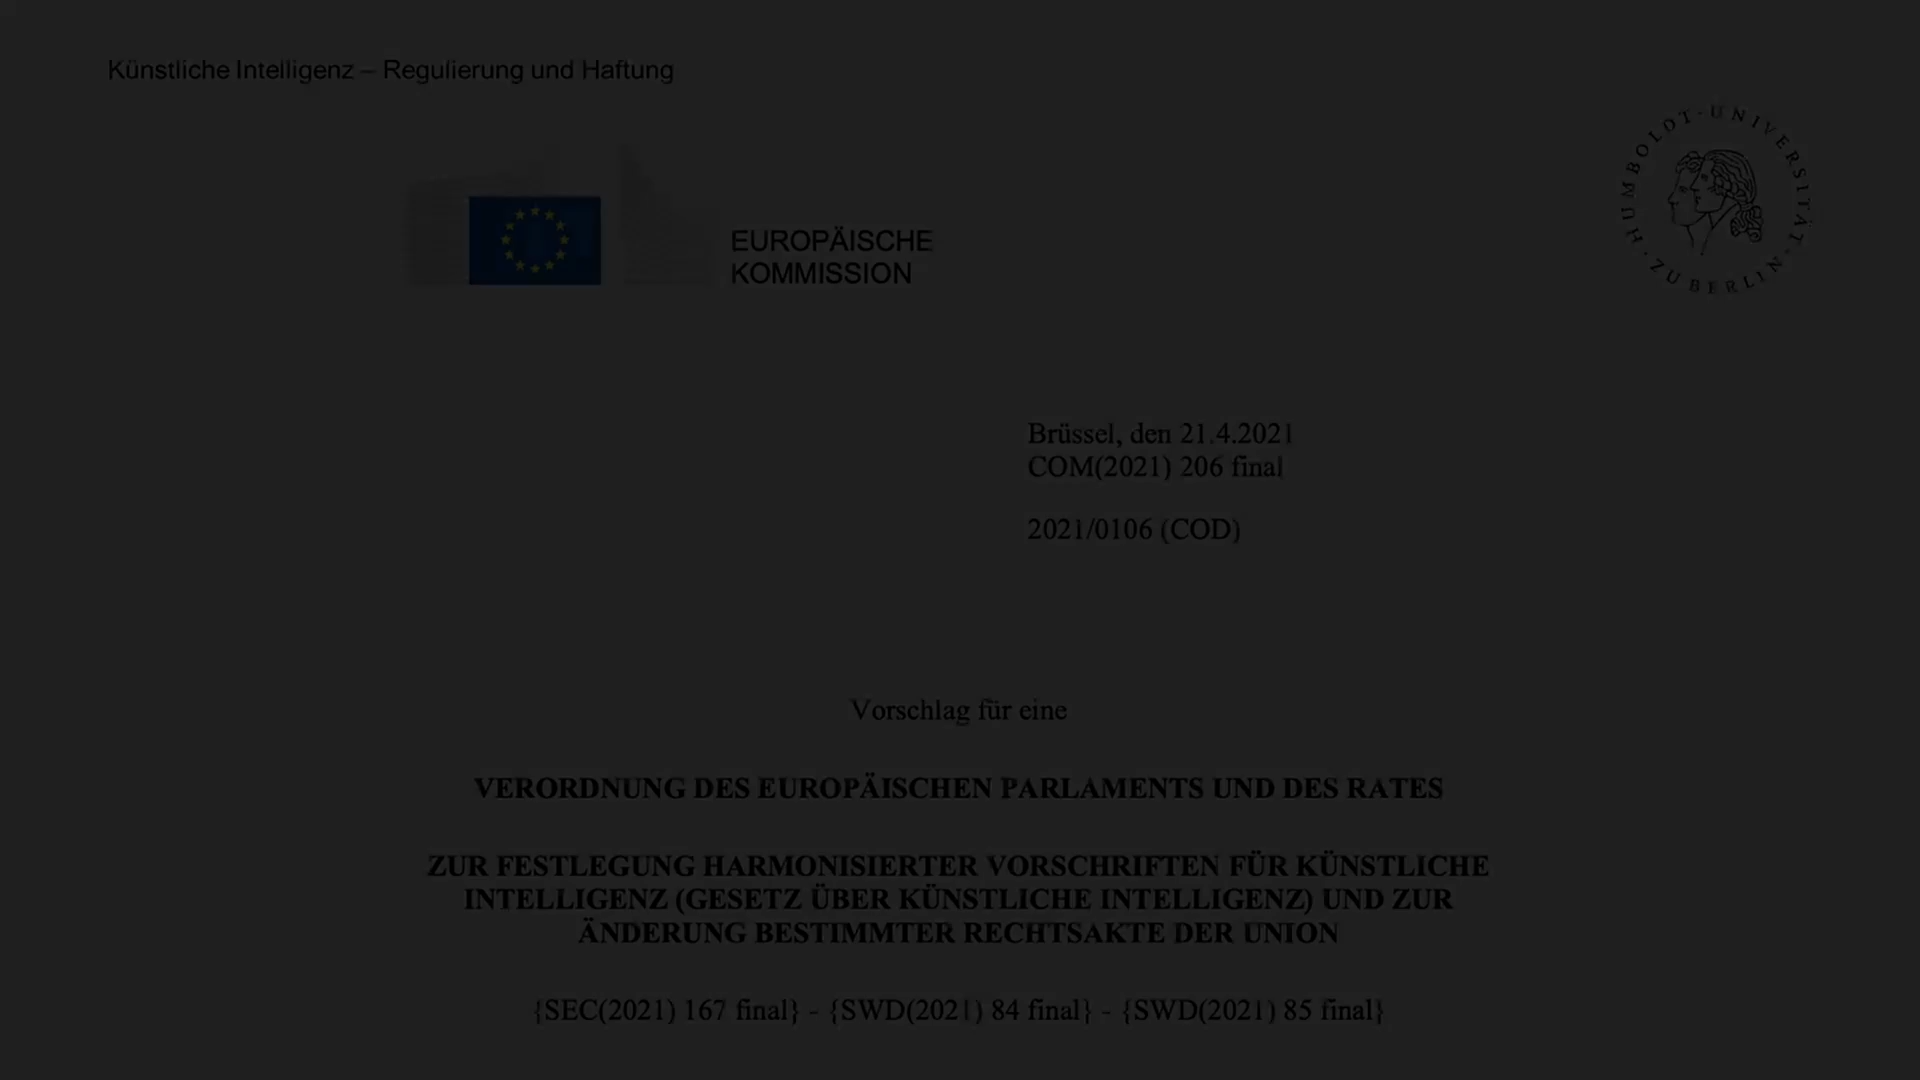 Künstliche Intelligenz – Regulierung und Haftung
HUMBOLDT-UNIVERSITÄT · ZU BERLIN ·
EUROPÄISCHE
KOMMISSION
Brüssel, den 21.4.2021
COM(2021) 206 final
2021/0106 (COD)
Vorschlag für eine
VERORDNUNG DES EUROPÄISCHEN PARLAMENTS UND DES RATES
ZUR FESTLEGUNG HARMONISIERTER VORSCHRIFTEN FÜR KÜNSTLICHE
INTELLIGENZ (GESETZ ÜBER KÜNSTLICHE INTELLIGENZ) UND ZUR
ÄNDERUNG BESTIMMTER RECHTSAKTE DER UNION
{SEC(2021) 167 final} - {SWD(2021) 84 final} - {SWD(2021) 85 final}